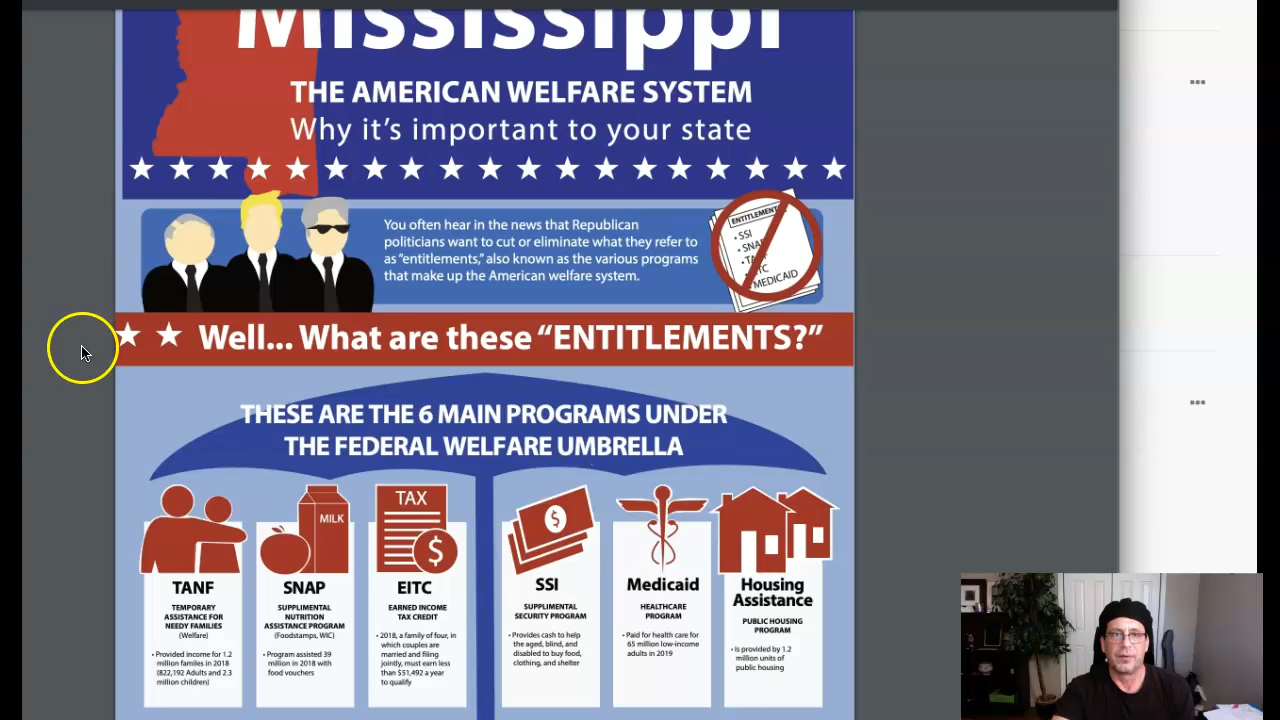 Mississippi
THE AMERICAN WELFARE SYSTEM
Why it's important to your state
You often hear in the news that Republican
politicians want to cut or eliminate what they refer to
as "entitlements," also known as the various programs
that make up the American welfare system.
ENTITLEMENT
• SSI
• SNAP
• TANF
• EITC
• MEDICAID
Well... What are these "ENTITLEMENTS?"
THESE ARE THE 6 MAIN PROGRAMS UNDER
THE FEDERAL WELFARE UMBRELLA
TANF
TEMPORARY
ASSISTANCE FOR
NEEDY FAMILIES
(Welfare)
• Provided income for 1.2
million familes in 2018
(822,192 Adults and 2.3
million children)
MILK
SNAP
SUPPLIMENTAL
NUTRITION
ASSISTANCE PROGRAM
(Foodstamps, WIC)
• Program assisted 39
million in 2018 with
food vouchers
TAX
$
EITC
EARNED INCOME
TAX CREDIT
• 2018, a family of four, in
which couples are
married and filing
jointly, must earn less
than $51,492 a year
to qualify
$
SSI
SUPPLIMENTAL
SECURITY PROGRAM
• Provides cash to help
the aged, blind, and
disabled to buy food,
clothing, and shelter
Medicaid
HEALTHCARE
PROGRAM
• Paid for health care for
65 million low-income
adults in 2019
Housing
Assistance
PUBLIC HOUSING
PROGRAM
• Is provided by 1.2
million units of
public housing